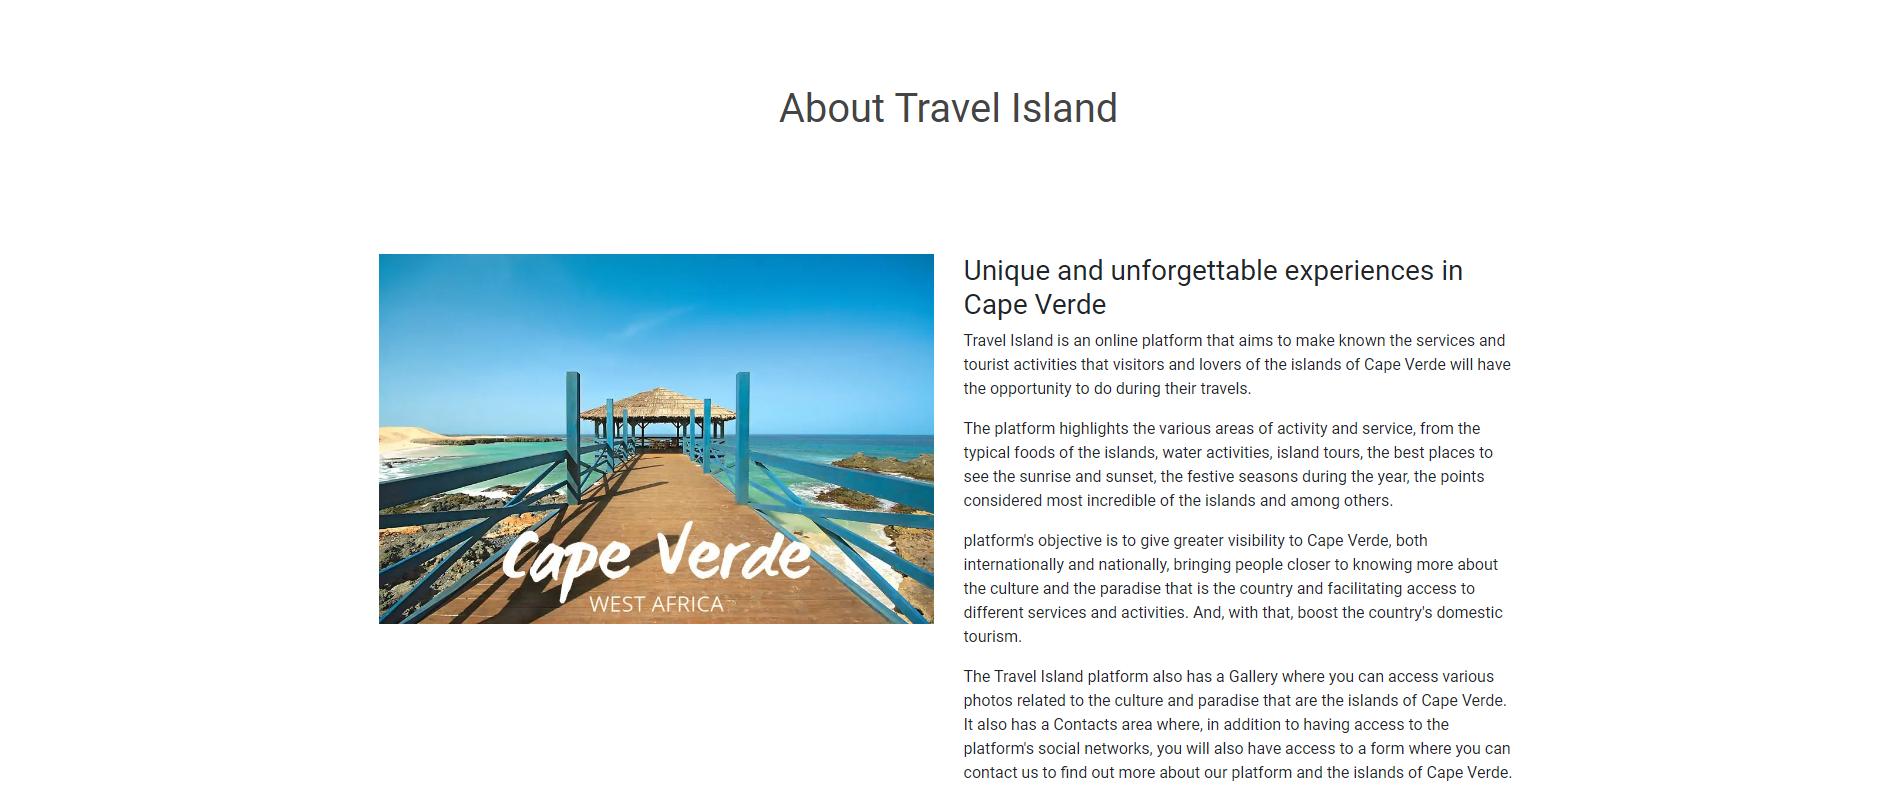 About Travel Island
Cape Verde
WEST AFRICA
Unique and unforgettable experiences in
Cape Verde
Travel Island is an online platform that aims to make known the services and
tourist activities that visitors and lovers of the islands of Cape Verde will have
the opportunity to do during their travels.
The platform highlights the various areas of activity and service, from the
typical foods of the islands, water activities, island tours, the best places to
see the sunrise and sunset, the festive seasons during the year, the points
considered most incredible of the islands and among others.
platform's objective is to give greater visibility to Cape Verde, both
internationally and nationally, bringing people closer to knowing more about
the culture and the paradise that is the country and facilitating access to
different services and activities. And, with that, boost the country's domestic
tourism.
The Travel Island platform also has a Gallery where you can access various
photos related to the culture and paradise that are the islands of Cape Verde.
It also has a Contacts area where, in addition to having access to the
platform's social networks, you will also have access to a form where you can
contact us to find out more about our platform and the islands of Cape Verde.